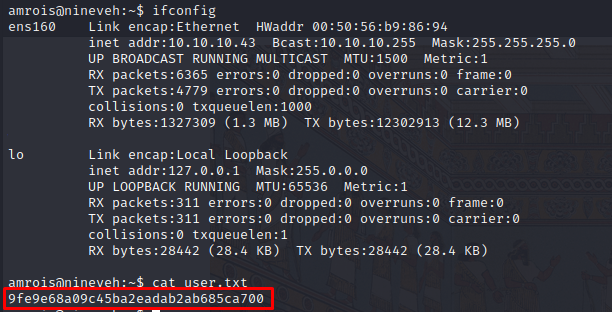 amrois@nineveh:~$ ifconfig
ens160 Link encap:Ethernet HWaddr 00:50:56:b9:86:94
inet addr:10.10.10.43 Bcast:10.10.10.255 Mask:255.255.255.0
UP BROADCAST RUNNING MULTICAST MTU:1500 Metric:1
RX packets:6365 errors:0 dropped:0 overruns:0 frame:0
TX packets:4779 errors:0 dropped:0 overruns:0 carrier:0
collisions:0 txqueuelen:1000
RX bytes:1327309 (1.3 MB) TX bytes:12302913 (12.3 MB)
lo Link encap:Local Loopback
inet addr:127.0.0.1 Mask:255.0.0.0
UP LOOPBACK RUNNING MTU:65536 Metric:1
RX packets:311 errors:0 dropped:0 overruns:0 frame:0
TX packets:311 errors:0 dropped:0 overruns:0 carrier:0
collisions:0 txqueuelen:1
RX bytes:28442 (28.4 KB) TX bytes:28442 (28.4 KB)
amrois@nineveh:~$ cat user.txt
9fe9e68a09c45ba2eadab2ab685ca700